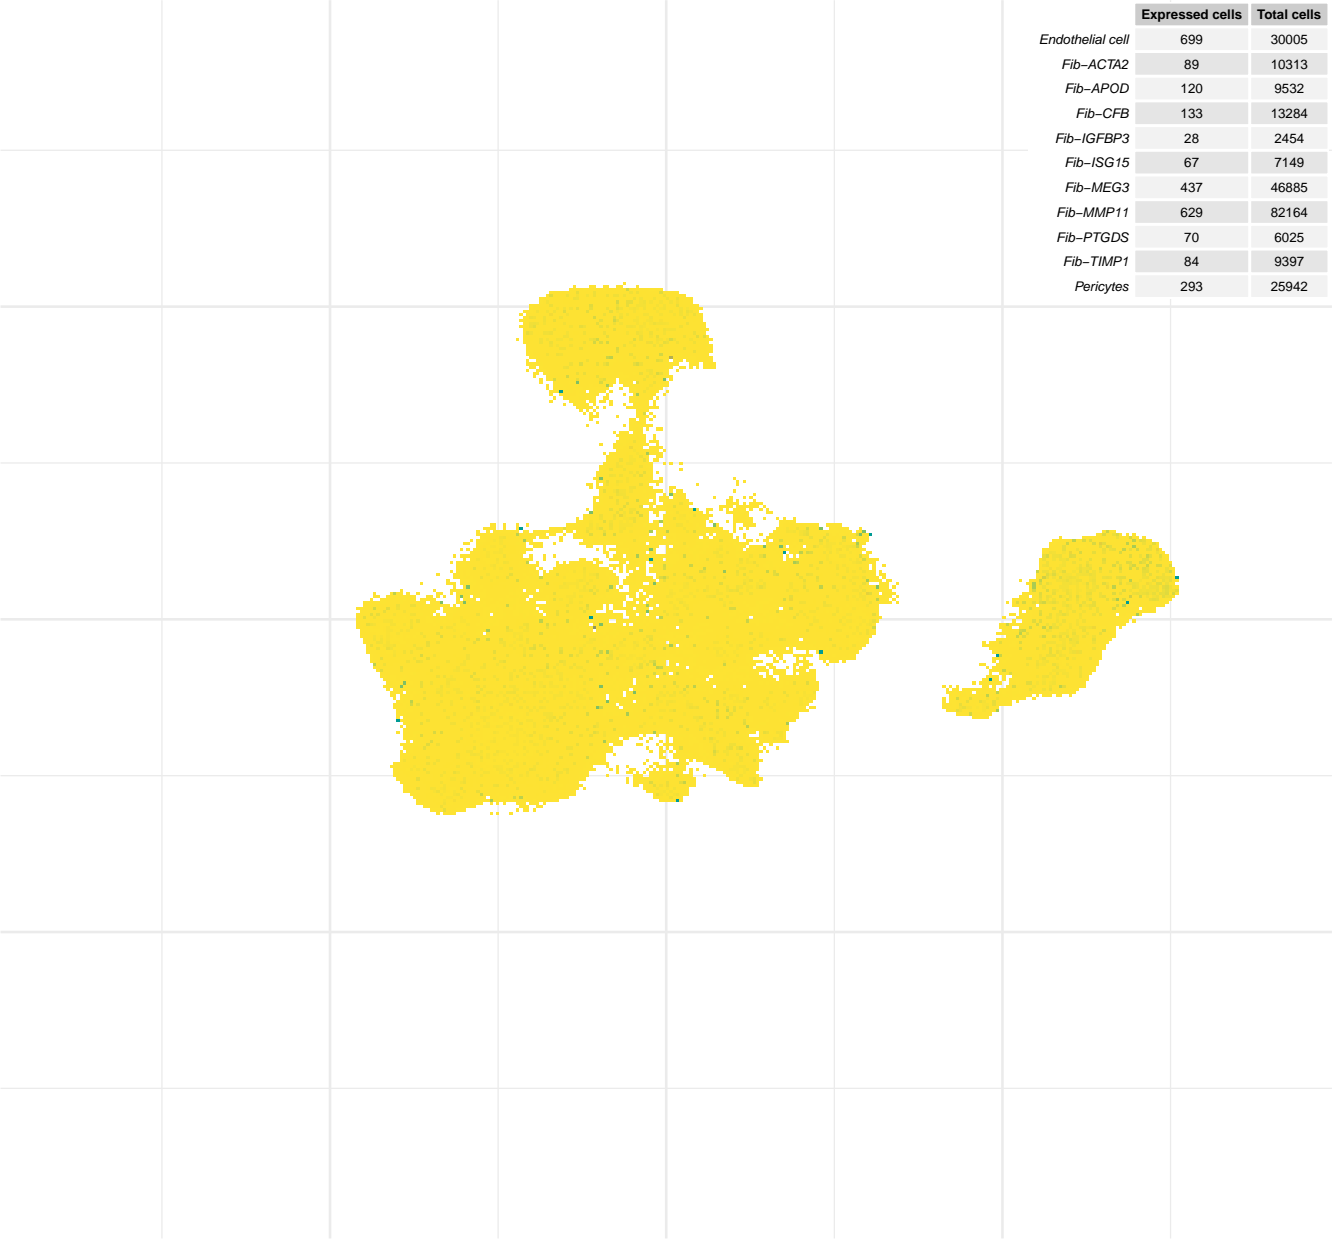 Expressed cells Total cells
Endothelial cell 699 30005
Fib−ACTA2 89 10313
Fib−APOD 120 9532
Fib−CFB 133 13284
Fib−IGFBP3 28 2454
Fib−ISG15 67 7149
Fib−MEG3 437 46885
Fib−MMP11 629 82164
Fib−PTGDS 70 6025
Fib−TIMP1 84 9397
Pericytes 293 25942